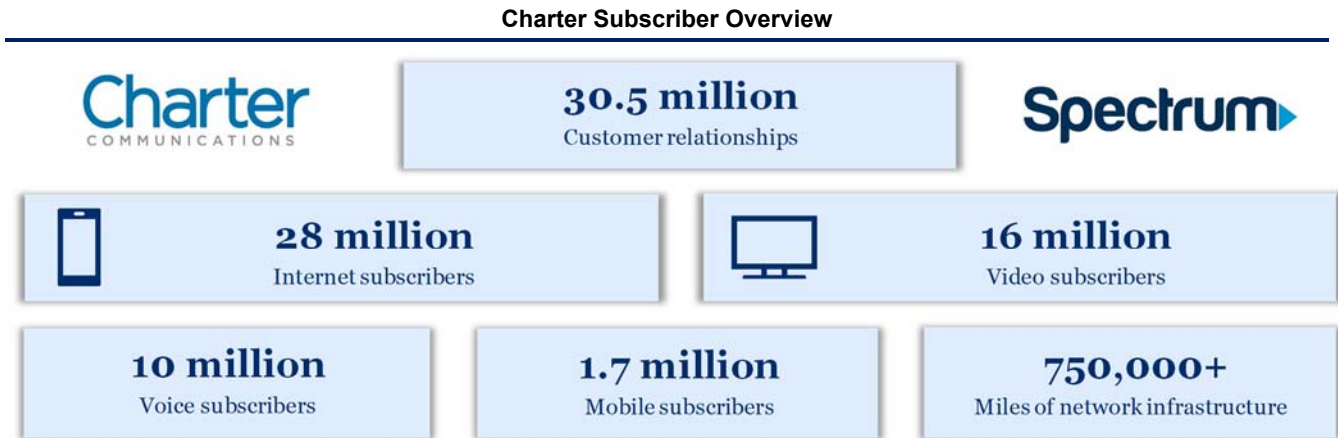 Charter Subscriber Overview
Charter
COMMUNICATIONS
30.5 million
Customer relationships
Spectrum
28 million
Internet subscribers
16 million
Video subscribers
10 million
Voice subscribers
1.7 million
Mobile subscribers
750,000+
Miles of network infrastructure